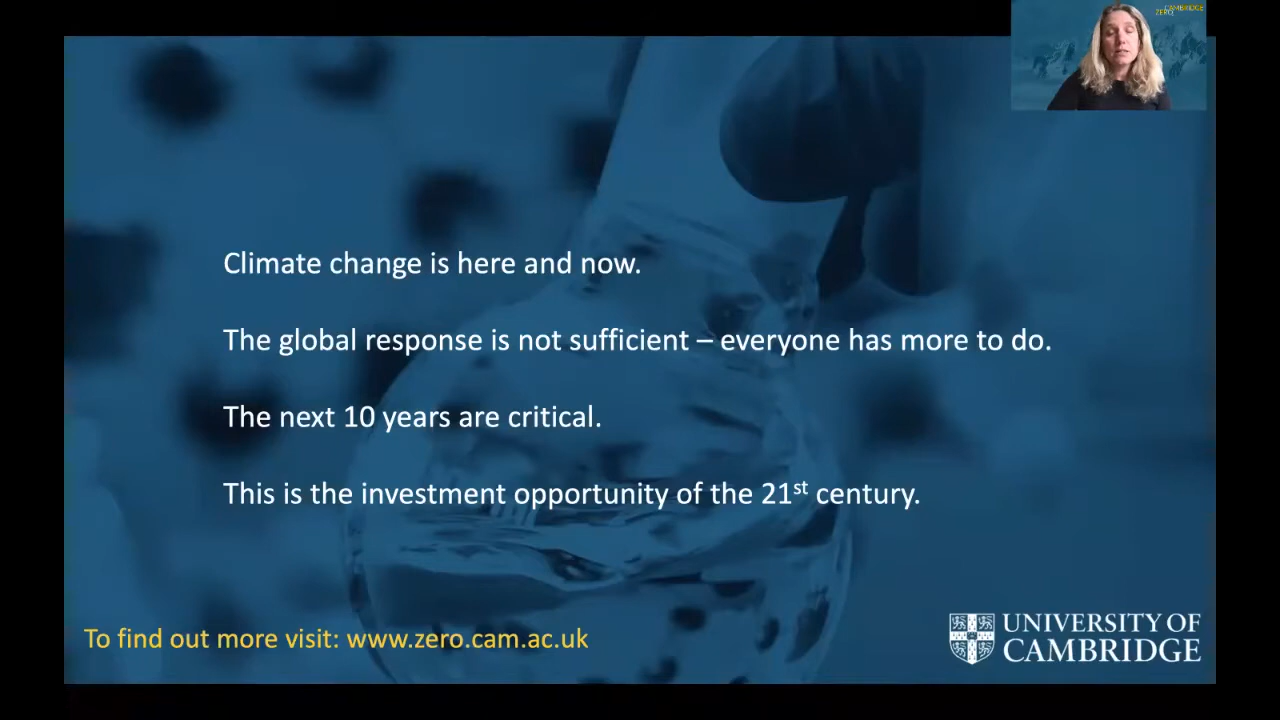 CAMBRIDGE
ZERO
Climate change is here and now.
The global response is not sufficient – everyone has more to do.
The next 10 years are critical.
This is the investment opportunity of the 21st century.
To find out more visit: www.zero.cam.ac.uk
UNIVERSITY OF
CAMBRIDGE